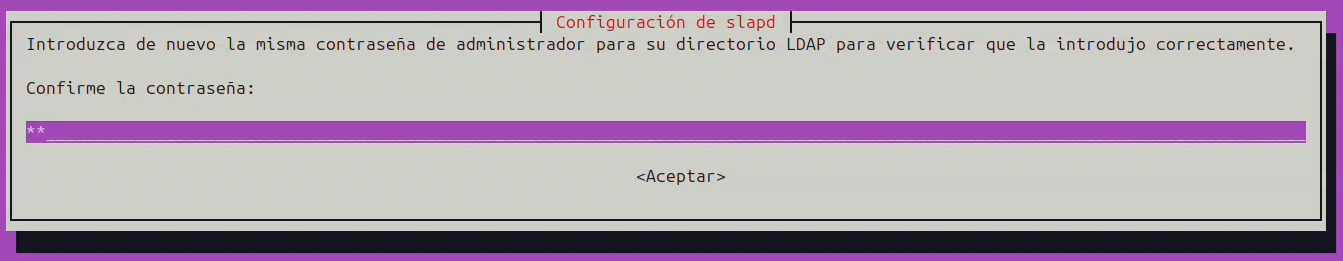 Configuración de slapd
Introduzca de nuevo la misma contraseña de administrador para su directorio LDAP para verificar que la introdujo correctamente.
Confirme la contraseña:
**
<Aceptar>